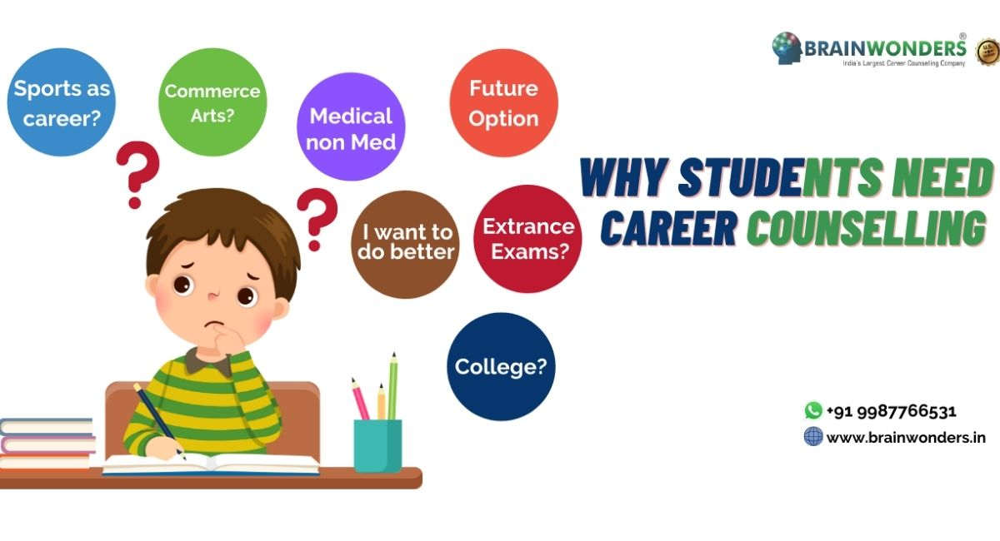 BRAINWONDERS®
India's Largest Career Counseling Company
Sports as
career?
Commerce
Arts?
Medical
non Med
Future
Option
WHY STUDENTS NEED
CAREER COUNSELLING
I want to
do better
Extrance
Exams?
College?
+91 9987766531
www.brainwonders.in